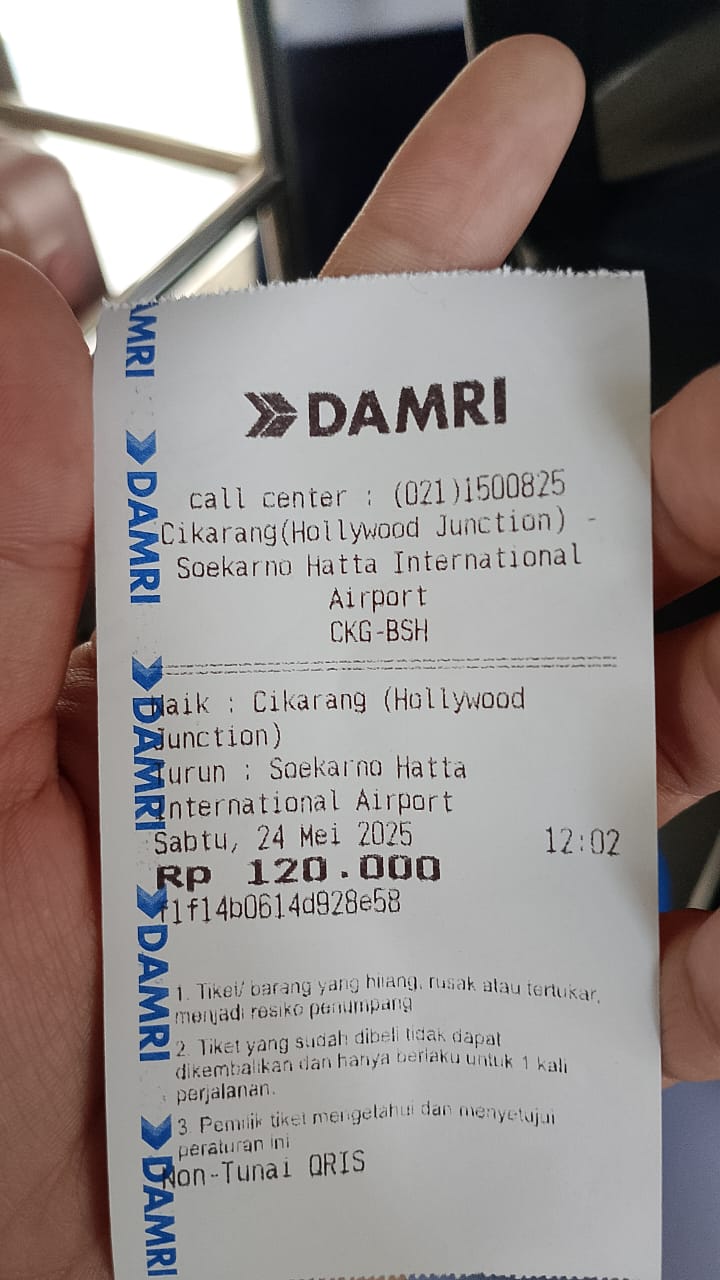 DAMRI
call center : (021)1500825
Cikarang(Hollywood Junction) -
Soekarno Hatta International
Airport
CKG-BSH
Naik : Cikarang (Hollywood
Junction)
Turun : Soekarno Hatta
International Airport
Sabtu, 24 Mei 2025 12:02
Rp 120.000
f1f14b0614d928e58
1. Tiket/ barang yang hilang, rusak atau tertukar,
menjadi resiko penumpang
2. Tiket yang sudah dibeli tidak dapat
dikembalikan dan hanya berlaku untuk 1 kali
perjalanan.
3. Pemilik tiket mengetahui dan menyetujui
peraturan ini
Non-Tunai QRIS
DAMRI
DAMRI
DAMRI
DAMRI
DAMRI